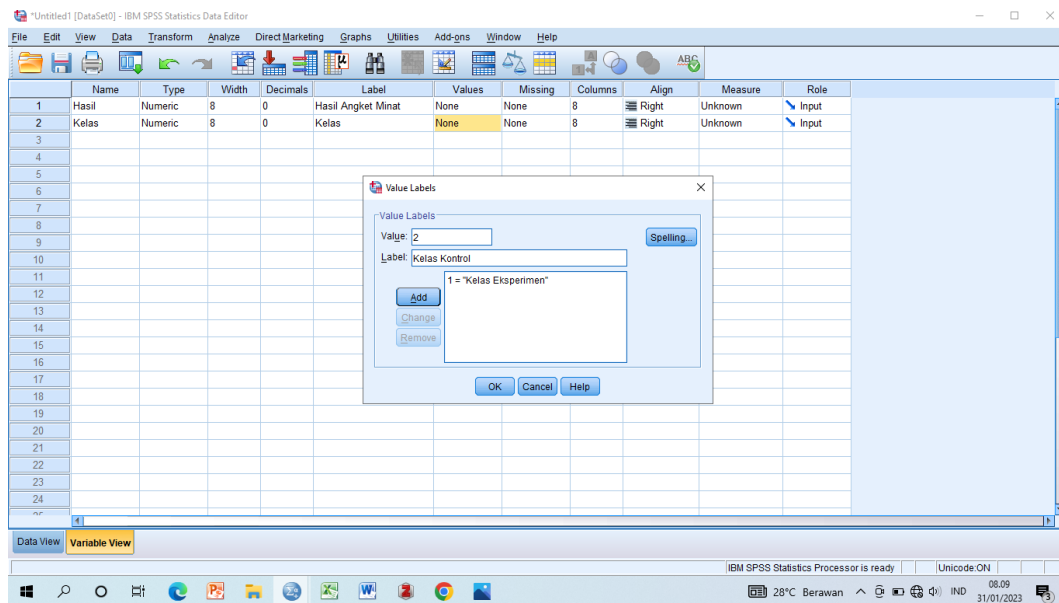 *Untitled1 [DataSet0] - IBM SPSS Statistics Data Editor
File Edit View Data Transform Analyze Direct Marketing Graphs Utilities Add-ons Window Help
Name Type Width Decimals Label Values Missing Columns Align Measure Role
1 Hasil Numeric 8 0 Hasil Angket Minat None None 8 Right Unknown Input
2 Kelas Numeric 8 0 Kelas None None 8 Right Unknown Input
3
4
5
6
7
8
9
10
11
12
13
14
15
16
17
18
19
20
21
22
23
24
Value Labels
Value Labels
Value: 2
Spelling...
Label: Kelas Kontrol
1 = "Kelas Eksperimen"
Add
Change
Remove
OK Cancel Help
Data View Variable View
IBM SPSS Statistics Processor is ready Unicode:ON
28°C Berawan IND 08.09
31/01/2023